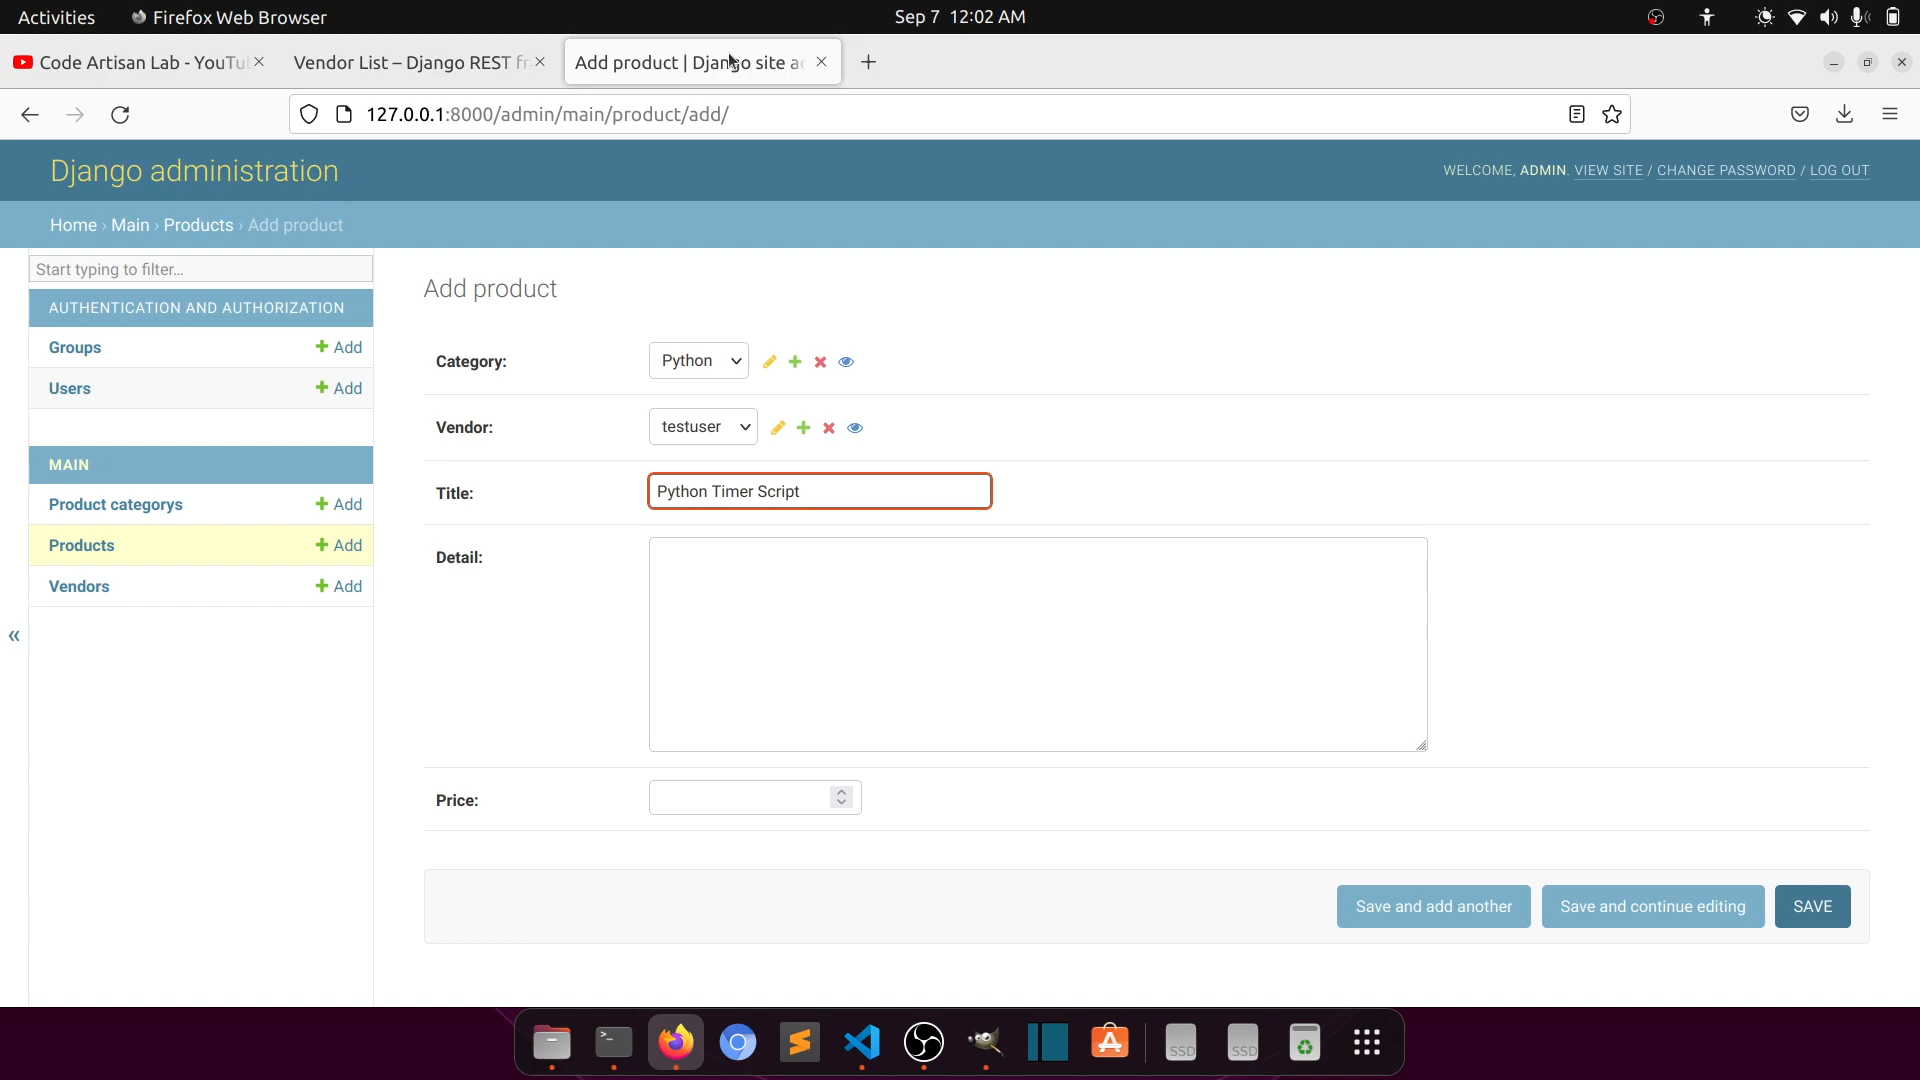 Activities
Firefox Web Browser
Sep 7 12:02 AM
Code Artisan Lab - YouTu
Vendor List – Django REST fr
Add product | Django site a
127.0.0.1:8000/admin/main/product/add/
Django administration
WELCOME, ADMIN. VIEW SITE / CHANGE PASSWORD / LOG OUT
Home › Main › Products › Add product
Start typing to filter...
AUTHENTICATION AND AUTHORIZATION
Groups
Add
Users
Add
MAIN
Product categorys
Add
Products
Add
Vendors
Add
«
Add product
Category:
Python
Vendor:
testuser
Title:
Python Timer Script
Detail:
Price:
Save and add another
Save and continue editing
SAVE
SSD
SSD